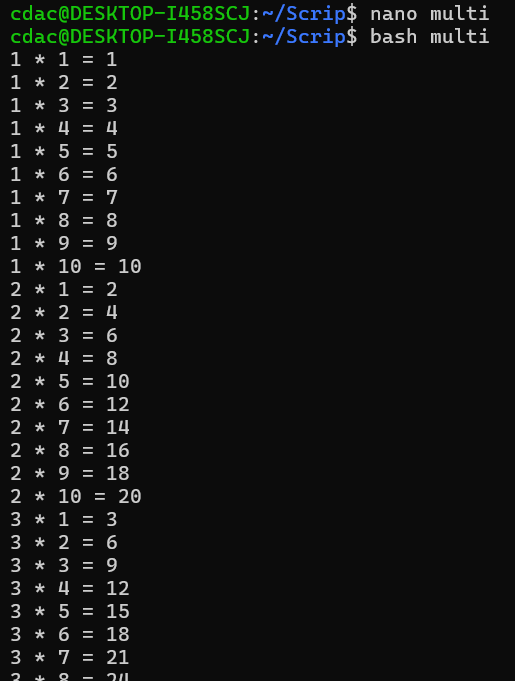 cdac@DESKTOP-I458SCJ:~/Scrip$ nano multi
cdac@DESKTOP-I458SCJ:~/Scrip$ bash multi
1 * 1 = 1
1 * 2 = 2
1 * 3 = 3
1 * 4 = 4
1 * 5 = 5
1 * 6 = 6
1 * 7 = 7
1 * 8 = 8
1 * 9 = 9
1 * 10 = 10
2 * 1 = 2
2 * 2 = 4
2 * 3 = 6
2 * 4 = 8
2 * 5 = 10
2 * 6 = 12
2 * 7 = 14
2 * 8 = 16
2 * 9 = 18
2 * 10 = 20
3 * 1 = 3
3 * 2 = 6
3 * 3 = 9
3 * 4 = 12
3 * 5 = 15
3 * 6 = 18
3 * 7 = 21
3 * 8 = 24